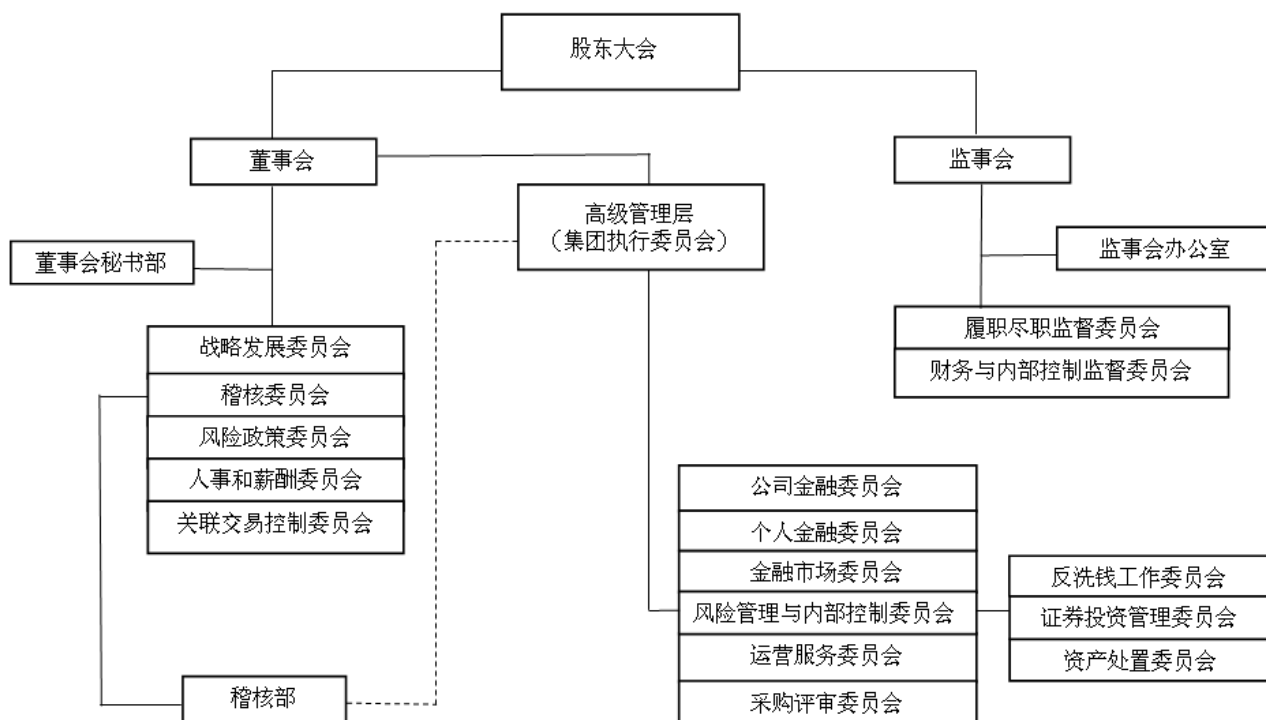 股东大会
董事会
监事会
高级管理层
（集团执行委员会）
董事会秘书部
监事会办公室
战略发展委员会
稽核委员会
风险政策委员会
人事和薪酬委员会
关联交易控制委员会
履职尽职监督委员会
财务与内部控制监督委员会
公司金融委员会
个人金融委员会
金融市场委员会
风险管理与内部控制委员会
运营服务委员会
采购评审委员会
反洗钱工作委员会
证券投资管理委员会
资产处置委员会
稽核部